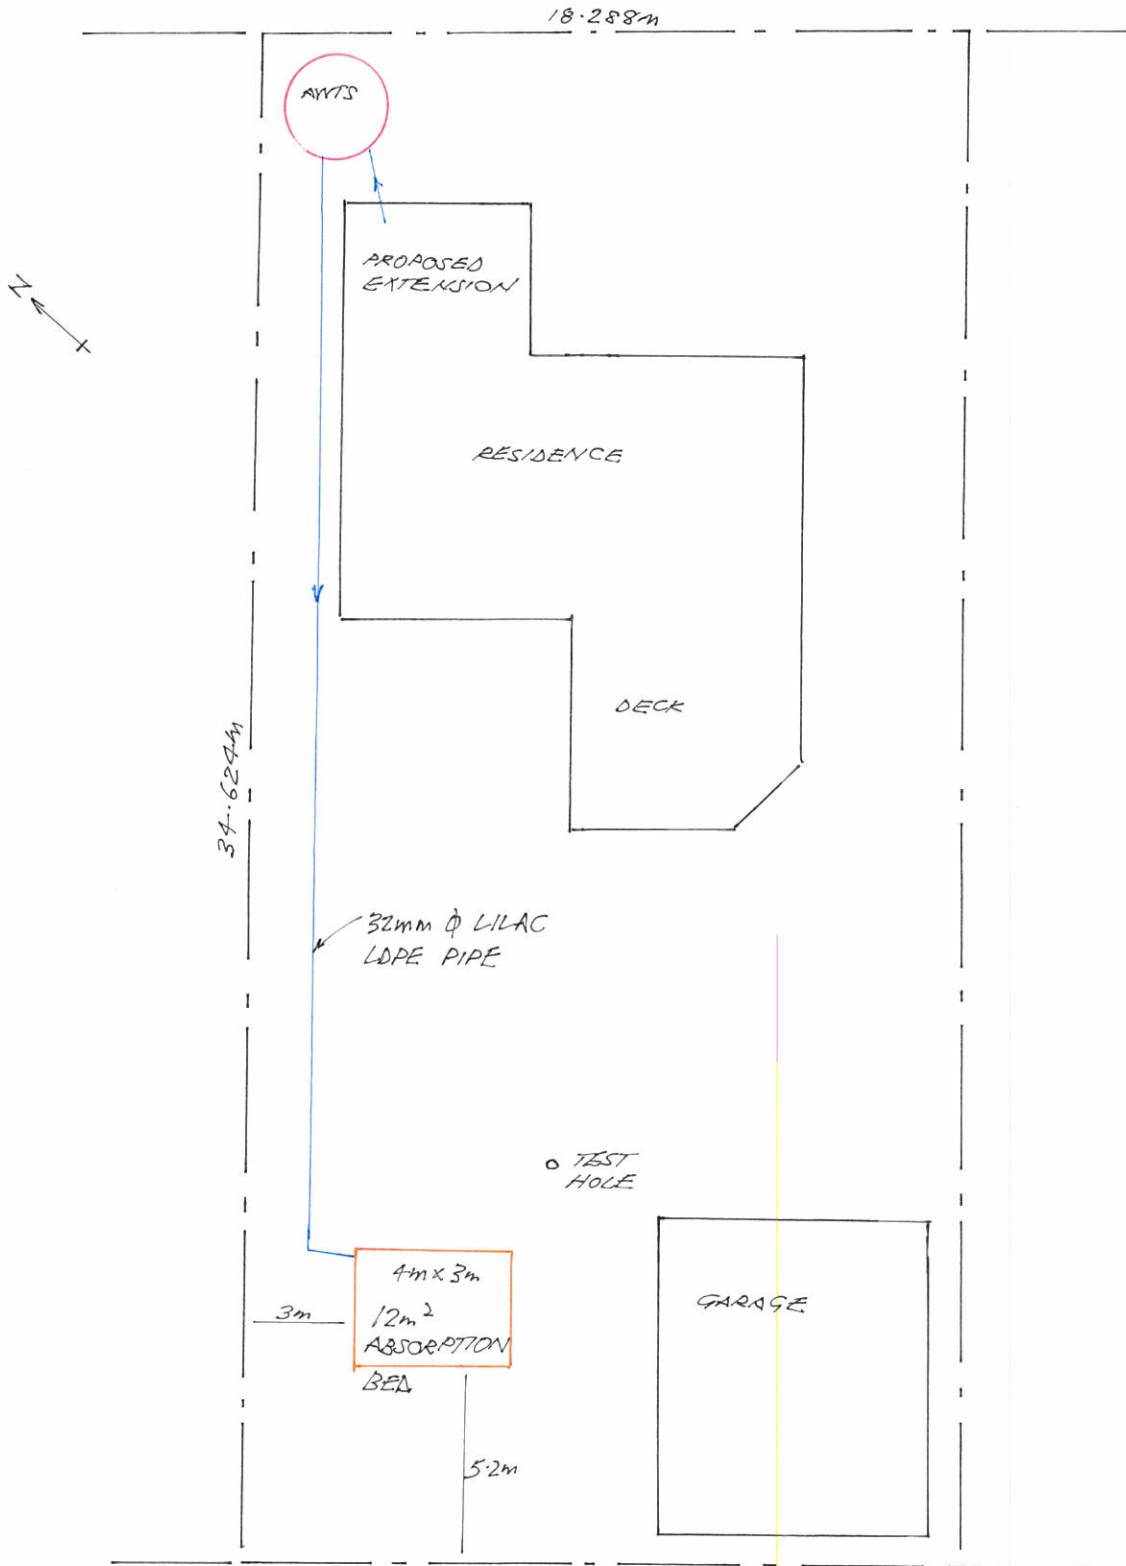 18.288m
AWTS
N
PROPOSED
EXTENSION
RESIDENCE
DECK
34.624m
32mm ϕ LILAC
LDPE PIPE
TEST
HOLE
4m x 3m
12m²
ABSORPTION
BED
3m
GARAGE
5.2m